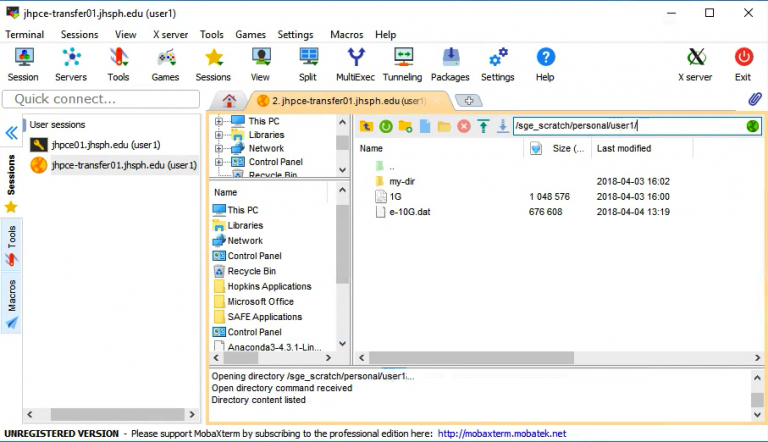 jhpce-transfer01.jhsph.edu (user1)
Terminal Sessions View X server Tools Games Settings Macros Help
Session Servers Tools Games Sessions View Split MultiExec Tunneling Packages Settings Help X server Exit
Quick connect...
2. jhpce-transfer01.jhsph.edu (user1)
User sessions
jhpce01.jhsph.edu (user1)
jhpce-transfer01.jhsph.edu (user1)
Sessions
Tools
Macros
This PC
Libraries
Network
Control Panel
Recycle Bin
Name
This PC
Libraries
Network
Control Panel
Recycle Bin
Hopkins Applications
Microsoft Office
SAFE Applications
Control Panel
Anaconda3-4.3.1-Lin...
/sge_scratch/personal/user1/
Name Size (... Last modified
..
my-dir 2018-04-03 16:02
1G 1 048 576 2018-04-03 16:00
e-10G.dat 676 608 2018-04-04 13:19
Opening directory /sge_scratch/personal/user1...
Open directory command received
Directory content listed
UNREGISTERED VERSION - Please support MobaXterm by subscribing to the professional edition here: http://mobaxterm.mobatek.net